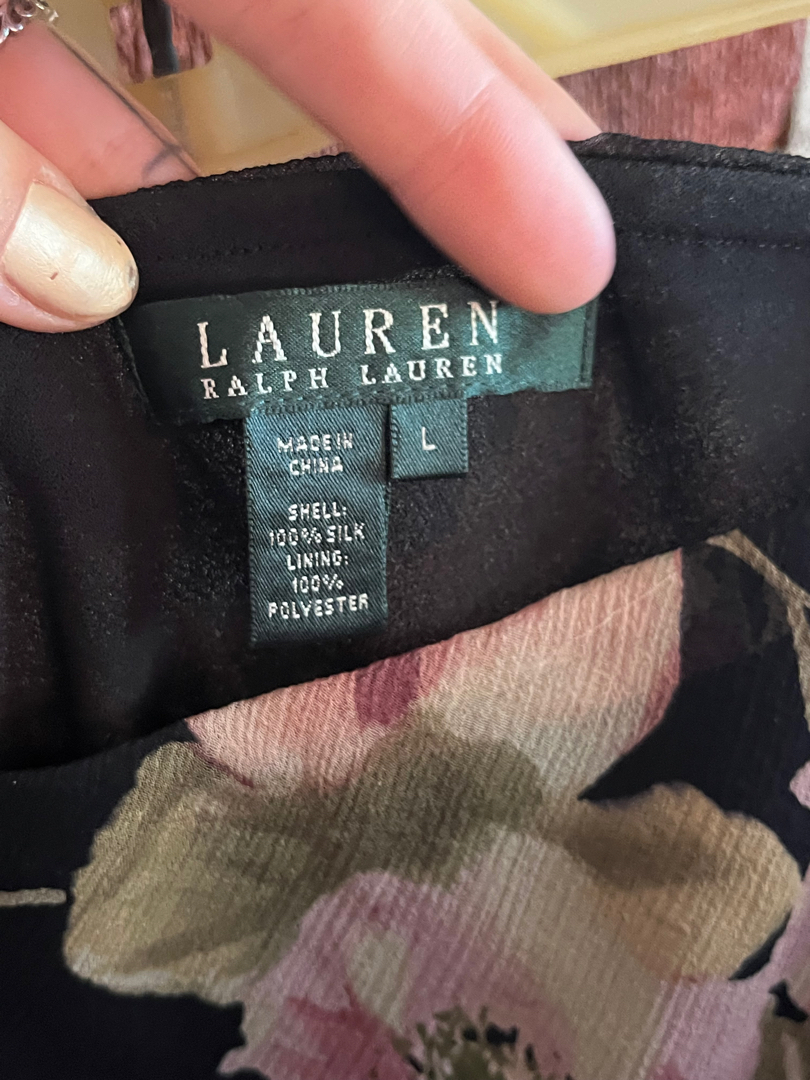 LAUREN
RALPH LAUREN
MADE IN
CHINA
L
SHELL:
100% SILK
LINING:
100%
POLYESTER